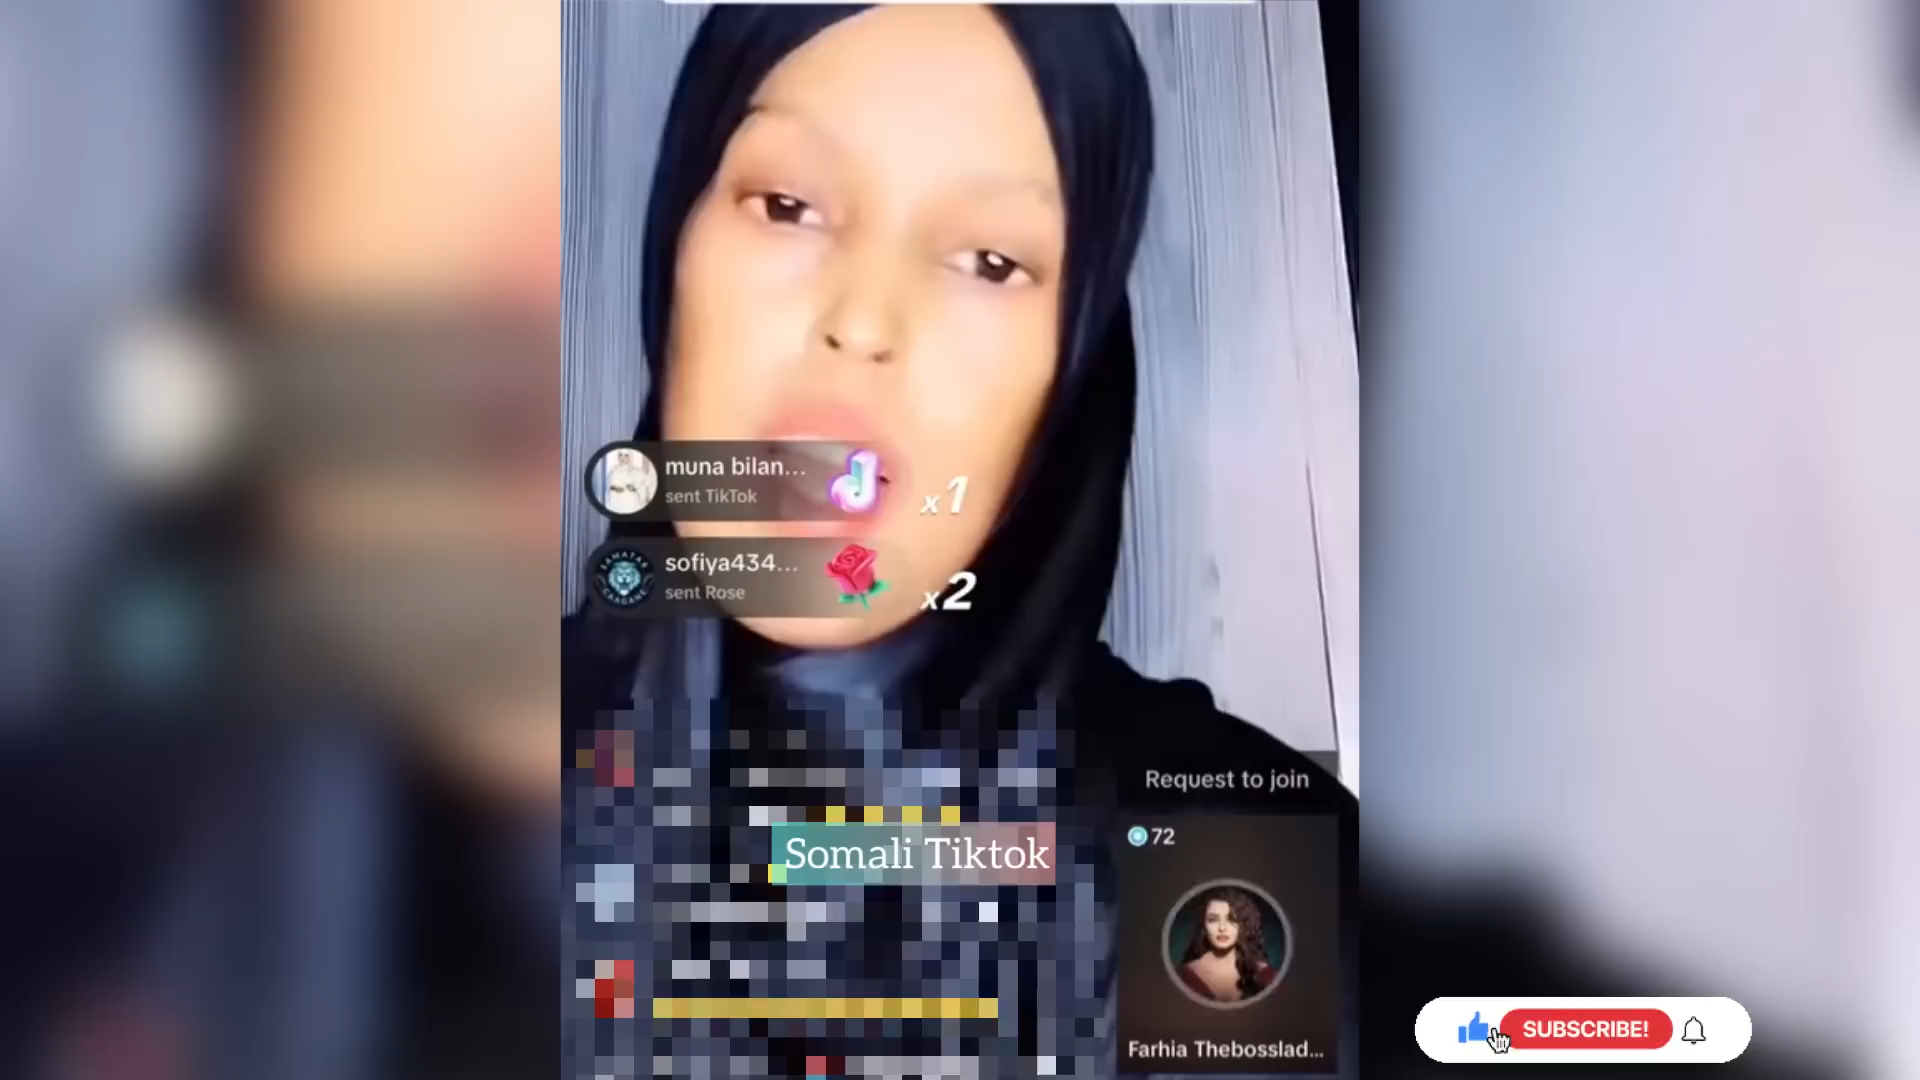 muna bilan...
sent TikTok
x1
sofiya434...
sent Rose
x2
Request to join
72
Somali Tiktok
Farhia Thebosslad...
SUBSCRIBE!